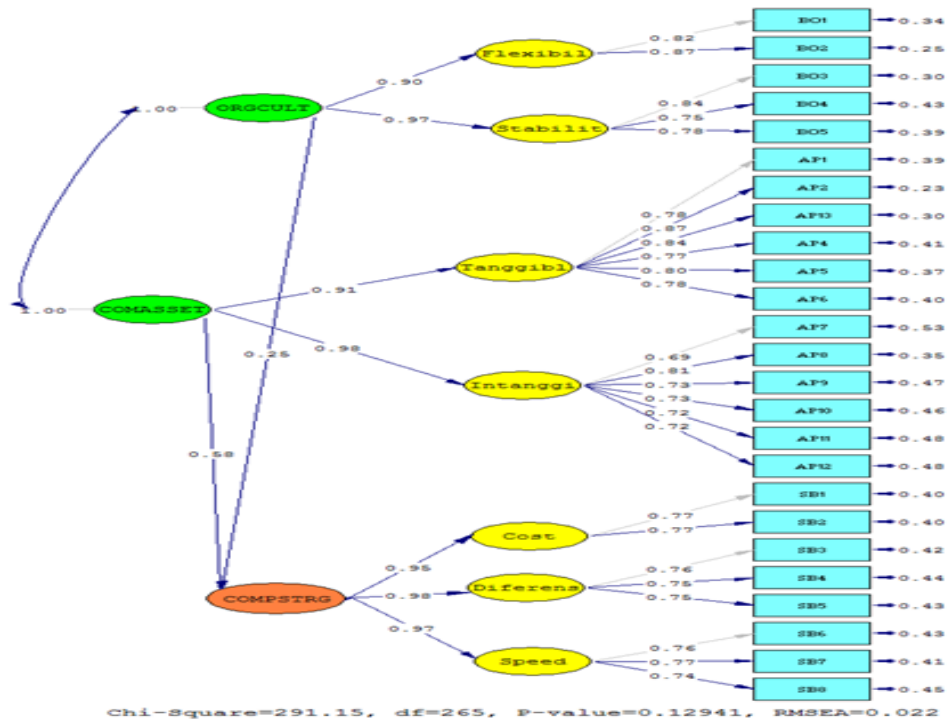 BO1 0.34
0.82
Flexibil BO2 0.25
0.87
0.90 BO3 0.30
1.00 ORGCULT 0.84
BO4 0.43
0.97 0.75
Stabilit 0.78
BO5 0.39
AP1 0.39
AP2 0.23
0.78
0.87 AP13 0.30
0.84
0.77 AP4 0.41
Tanggibl 0.80
AP5 0.37
0.78
0.91 AP6 0.40
1.00 COMASSET
AP7 0.53
0.98
0.25 0.69 AP8 0.35
0.81
Intanggi 0.73 AP9 0.47
0.73
0.72 AP10 0.46
0.72
AP11 0.48
0.58
AP12 0.48
SB1 0.40
0.77
SB2 0.40
Cost 0.77
SB3 0.42
0.95 0.76
SB4 0.44
0.98 Diferens 0.75
COMPSTRG 0.75 SB5 0.43
0.97 SB6 0.43
0.76
Speed 0.77 SB7 0.41
0.74
SB8 0.45
Chi-Square=291.15, df=265, P-value=0.12941, RMSEA=0.022